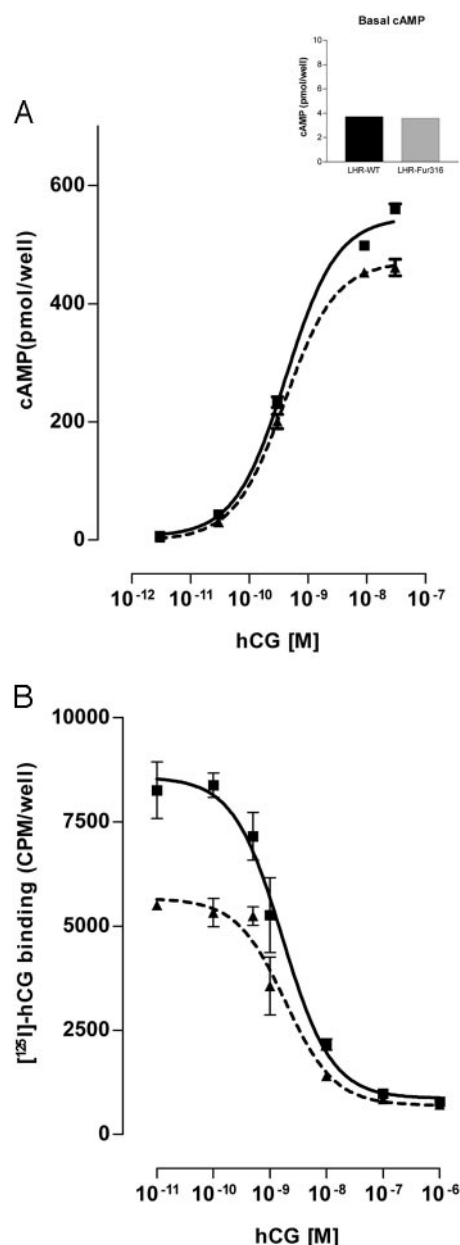 Basal cAMP
cAMP (pmol/well)
10
8
6
4
2
0
LHR-WT LHR-Fur316
A
cAMP(pmol/well)
600
400
200
0
10-12 10-11 10-10 10-9 10-8 10-7
hCG [M]
B
[125I]-hCG binding (CPM/well)
10000
7500
5000
2500
0
10-11 10-10 10-9 10-8 10-7 10-6
hCG [M]